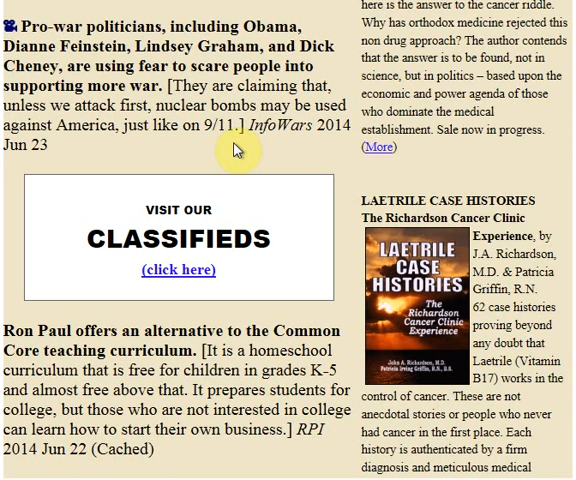 Pro-war politicians, including Obama,
Dianne Feinstein, Lindsey Graham, and Dick
Cheney, are using fear to scare people into
supporting more war. [They are claiming that,
unless we attack first, nuclear bombs may be used
against America, just like on 9/11.] InfoWars 2014
Jun 23
VISIT OUR
CLASSIFIEDS
(click here)
Ron Paul offers an alternative to the Common
Core teaching curriculum. [It is a homeschool
curriculum that is free for children in grades K-5
and almost free above that. It prepares students for
college, but those who are not interested in college
can learn how to start their own business.] RPI
2014 Jun 22 (Cached)
here is the answer to the cancer riddle.
Why has orthodox medicine rejected this
non drug approach? The author contends
that the answer is to be found, not in
science, but in politics – based upon the
economic and power agenda of those
who dominate the medical
establishment. Sale now in progress.
(More)
LAETRILE CASE HISTORIES
The Richardson Cancer Clinic
Experience, by
J.A. Richardson,
M.D. & Patricia
Griffin, R.N.
62 case histories
proving beyond
any doubt that
Laetrile (Vitamin
B17) works in the
control of cancer. These are not
anecdotal stories or people who never
had cancer in the first place. Each
history is authenticated by a firm
diagnosis and meticulous medical
LAETRILE
CASE
HISTORIES
The
Richardson
Cancer Clinic
Experience
John A. Richardson, M.D.
Patricia Irving Griffin, R.N., B.S.